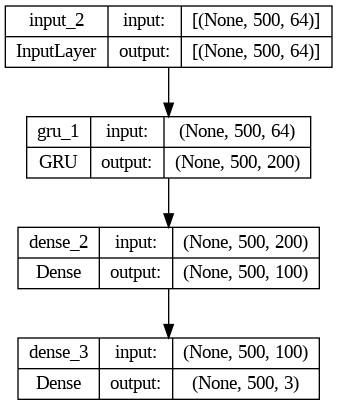 input_2 input: [(None, 500, 64)]
InputLayer output: [(None, 500, 64)]
gru_1 input: (None, 500, 64)
GRU output: (None, 500, 200)
dense_2 input: (None, 500, 200)
Dense output: (None, 500, 100)
dense_3 input: (None, 500, 100)
Dense output: (None, 500, 3)